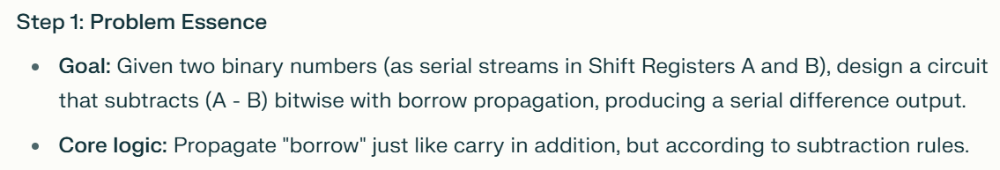 Step 1: Problem Essence
• Goal: Given two binary numbers (as serial streams in Shift Registers A and B), design a circuit
that subtracts (A - B) bitwise with borrow propagation, producing a serial difference output.
• Core logic: Propagate "borrow" just like carry in addition, but according to subtraction rules.